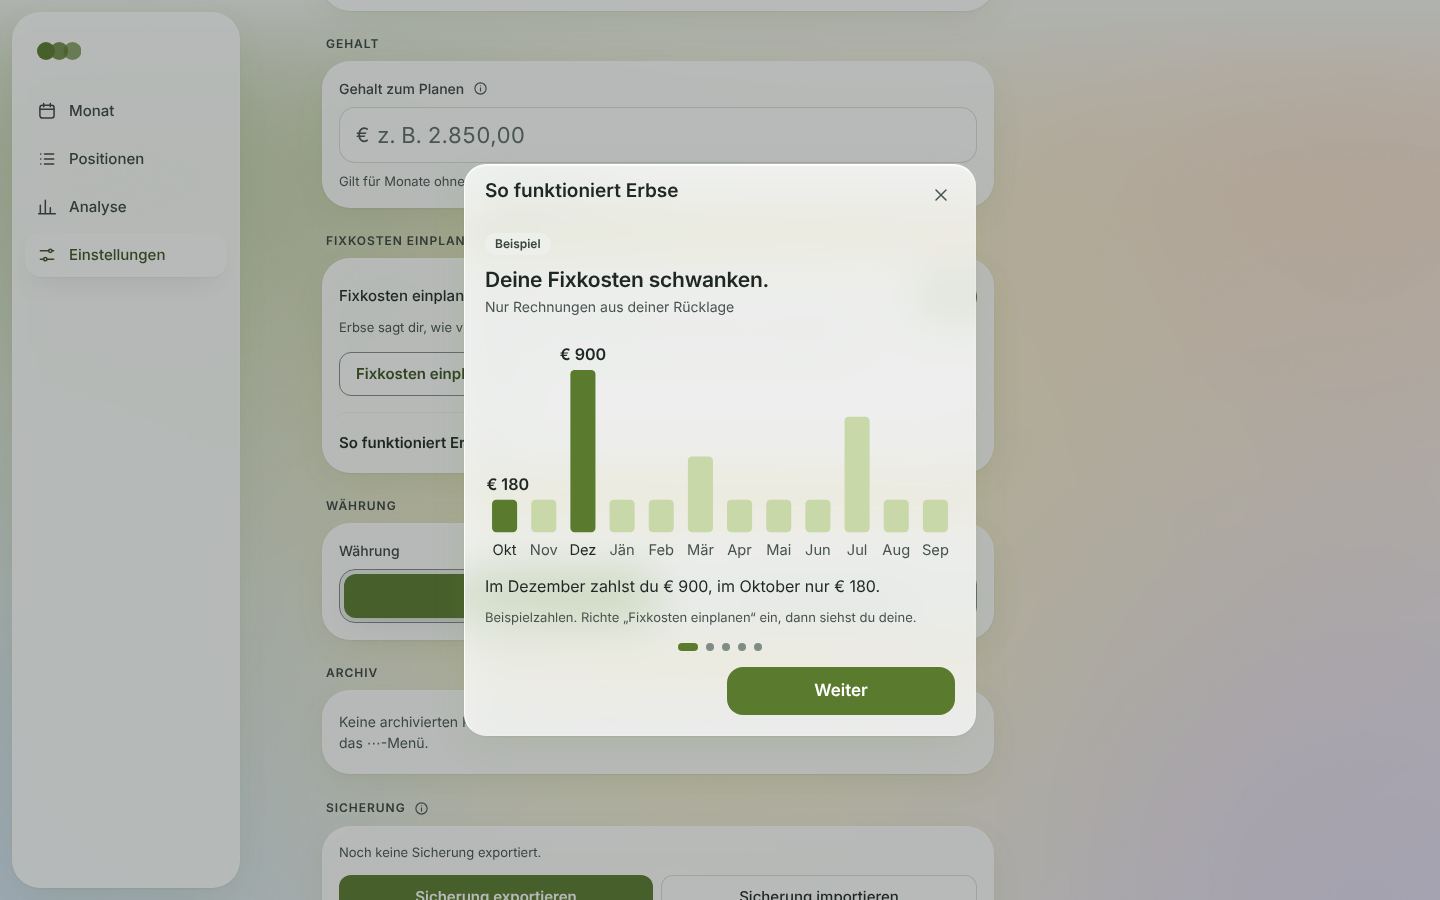 Monat
Positionen
Analyse
Einstellungen
GEHALT
Gehalt zum Planen
€ z. B. 2.850,00
Gilt für Monate ohne
FIXKOSTEN EINPLAN
Fixkosten einplan
Erbse sagt dir, wie v
Fixkosten einpl
So funktioniert Er
WÄHRUNG
Währung
ARCHIV
Keine archivierten
das ···-Menü.
SICHERUNG
Noch keine Sicherung exportiert.
Sicherung exportieren
Sicherung importieren
So funktioniert Erbse
Beispiel
Deine Fixkosten schwanken.
Nur Rechnungen aus deiner Rücklage
€ 900
€ 180
Okt Nov Dez Jän Feb Mär Apr Mai Jun Jul Aug Sep
Im Dezember zahlst du € 900, im Oktober nur € 180.
Beispielzahlen. Richte „Fixkosten einplanen“ ein, dann siehst du deine.
Weiter